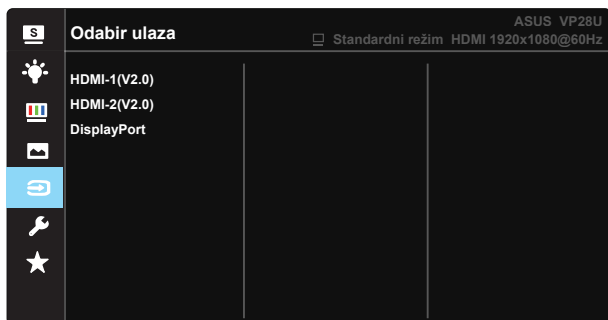 S
Odabir ulaza
ASUS VP28U
Standardni režim HDMI 1920x1080@60Hz
HDMI-1(V2.0)
HDMI-2(V2.0)
DisplayPort